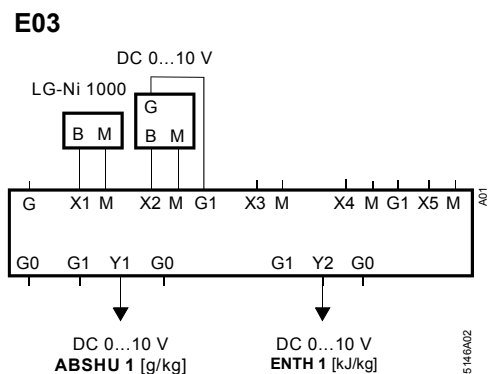 E03
DC 0...10 V
LG-Ni 1000
G
B M
B M
G X1 M X2 M G1 X3 M X4 M G1 X5 M
A01
G0 G1 Y1 G0 G1 Y2 G0
DC 0...10 V DC 0...10 V
ABSHU 1 [g/kg] ENTH 1 [kJ/kg]
5146A02